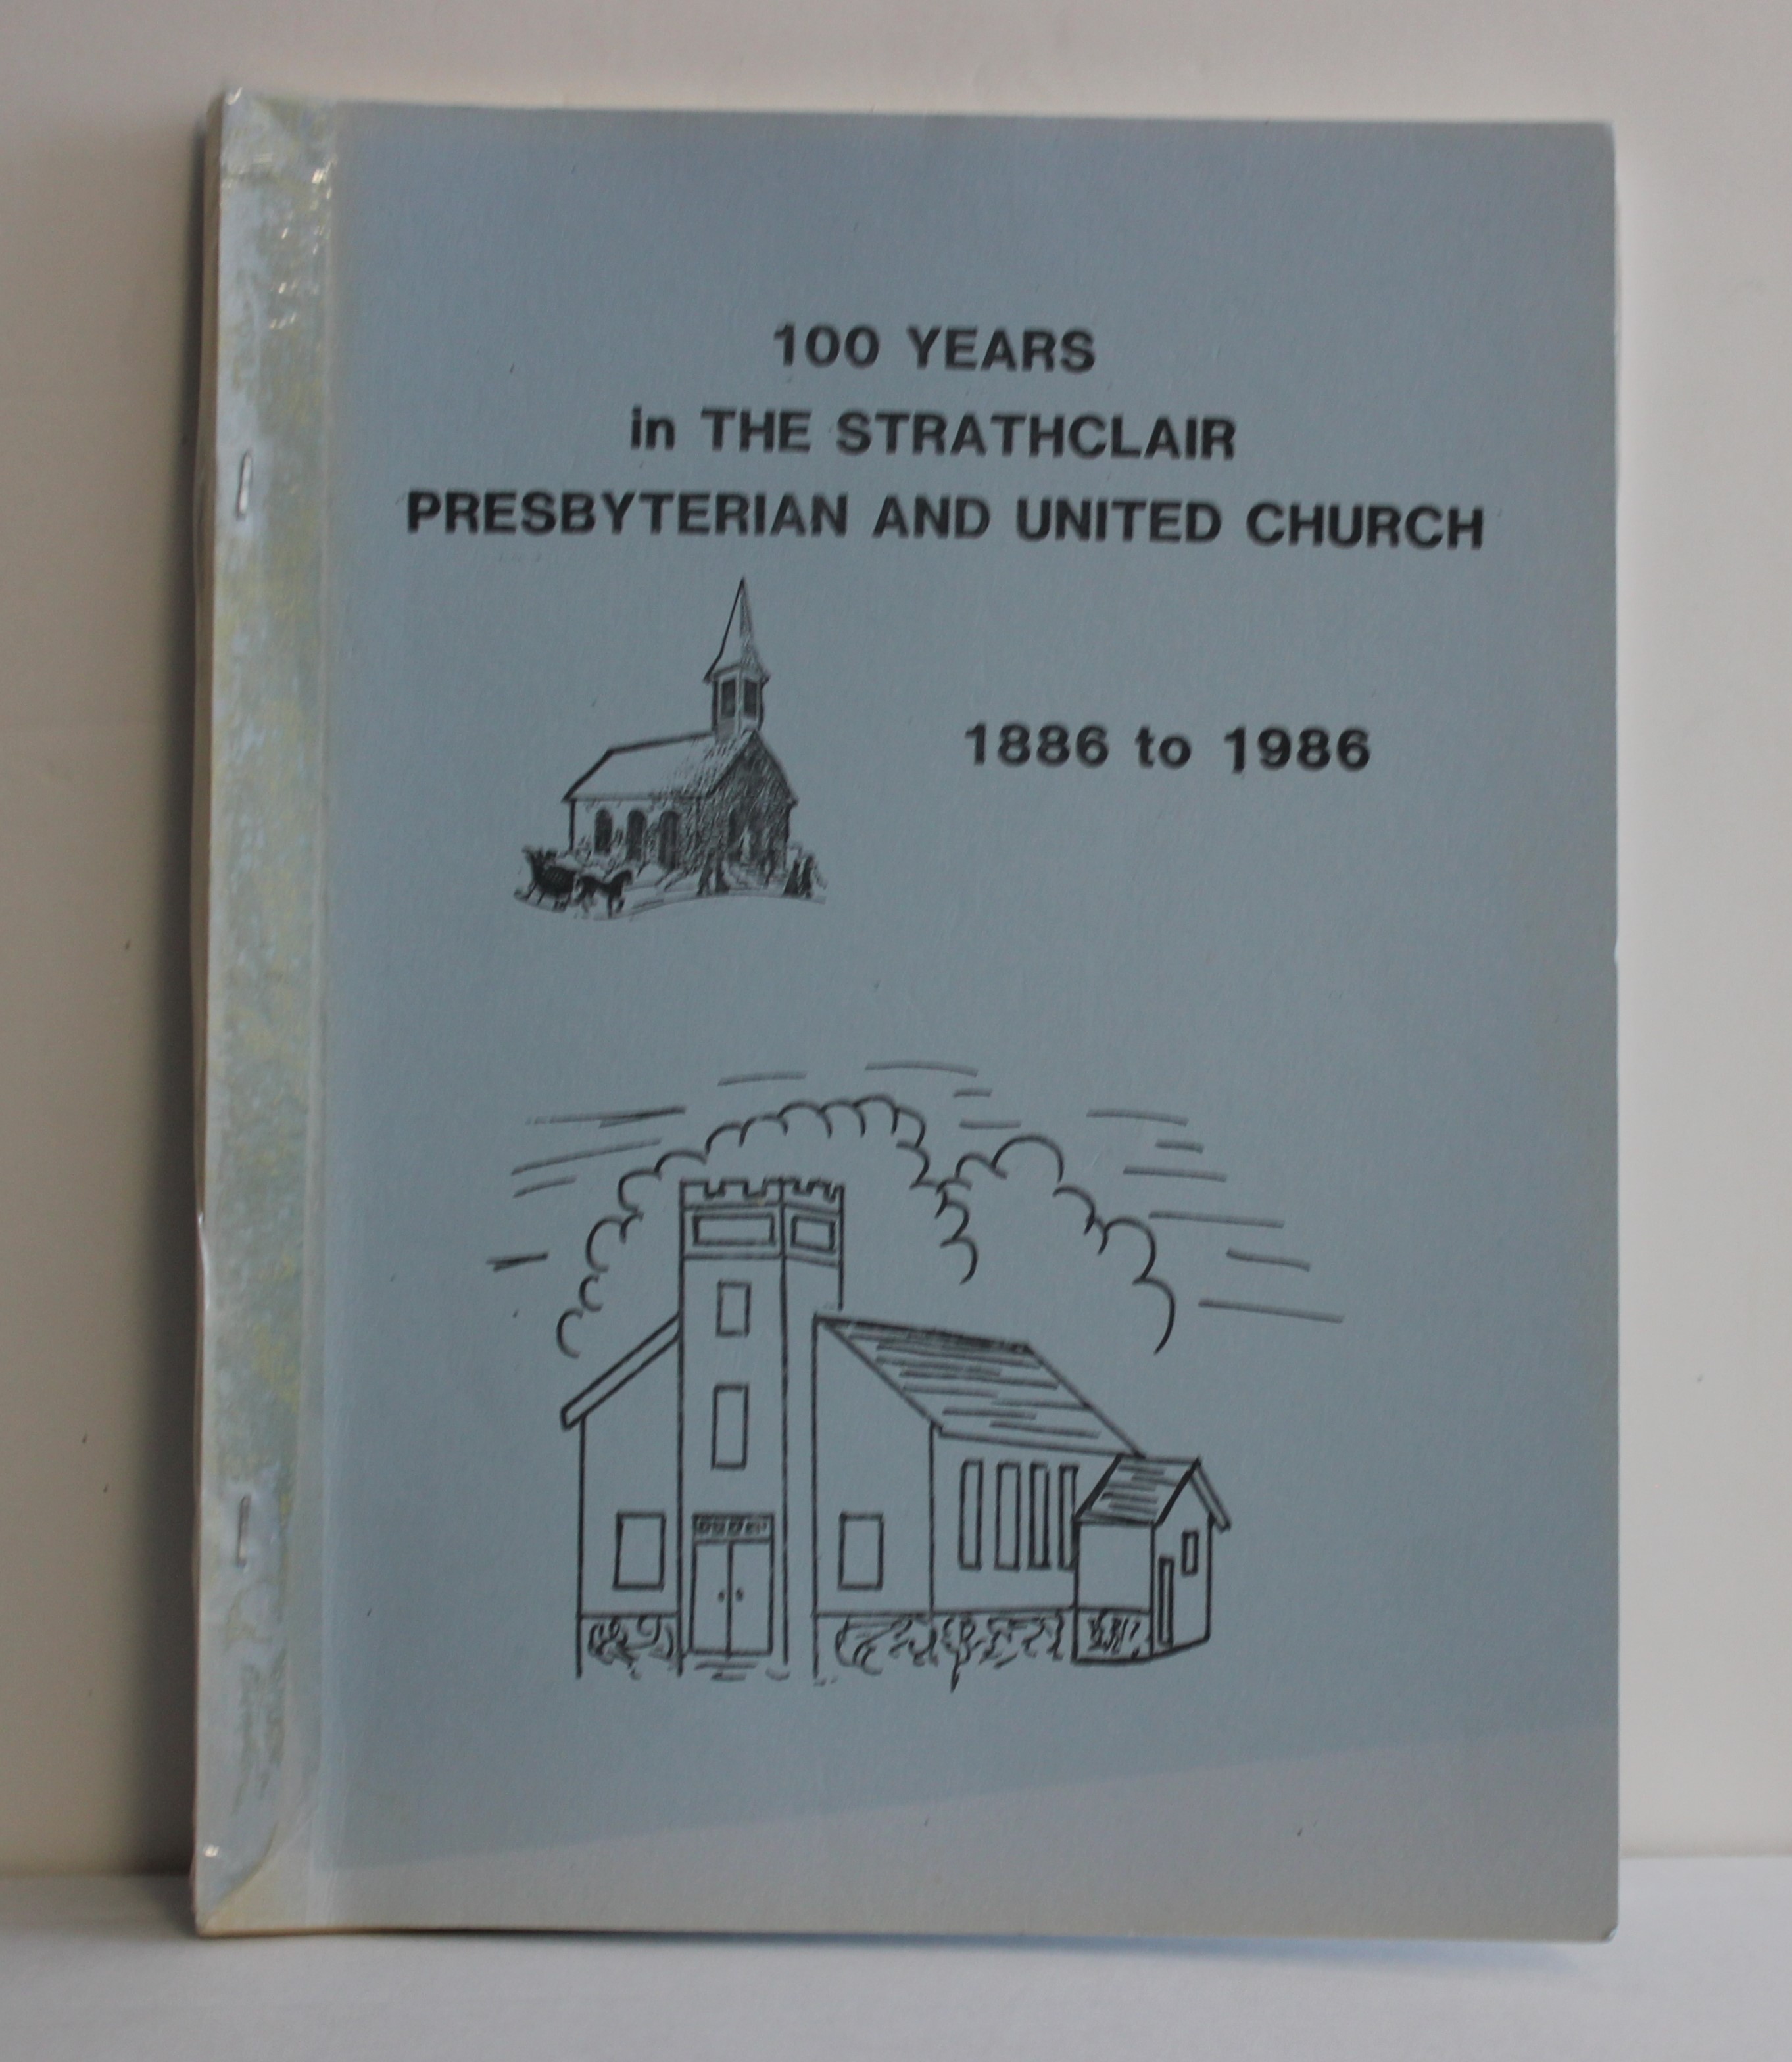 100 YEARS
in THE STRATHCLAIR
PRESBYTERIAN AND UNITED CHURCH
1886 to 1986